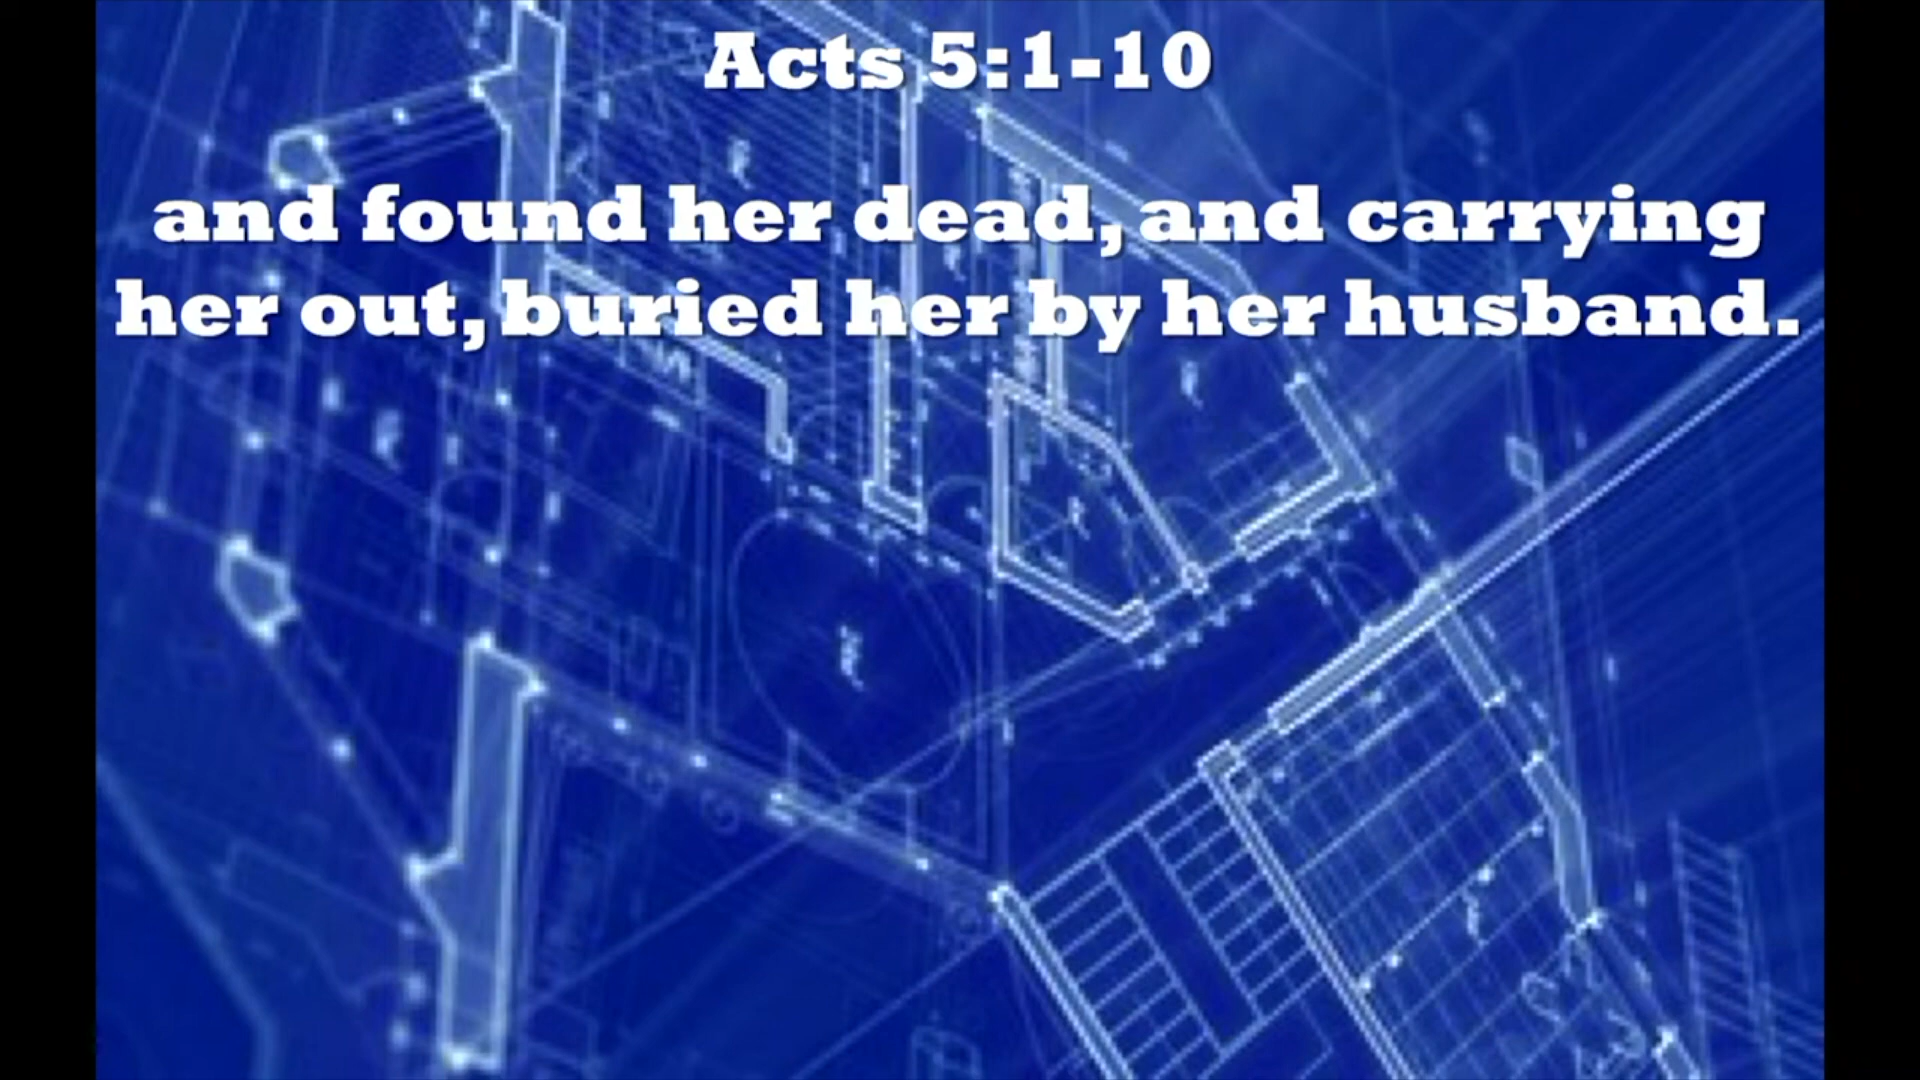 Acts 5:1-10
and found her dead, and carrying
her out, buried her by her husband.